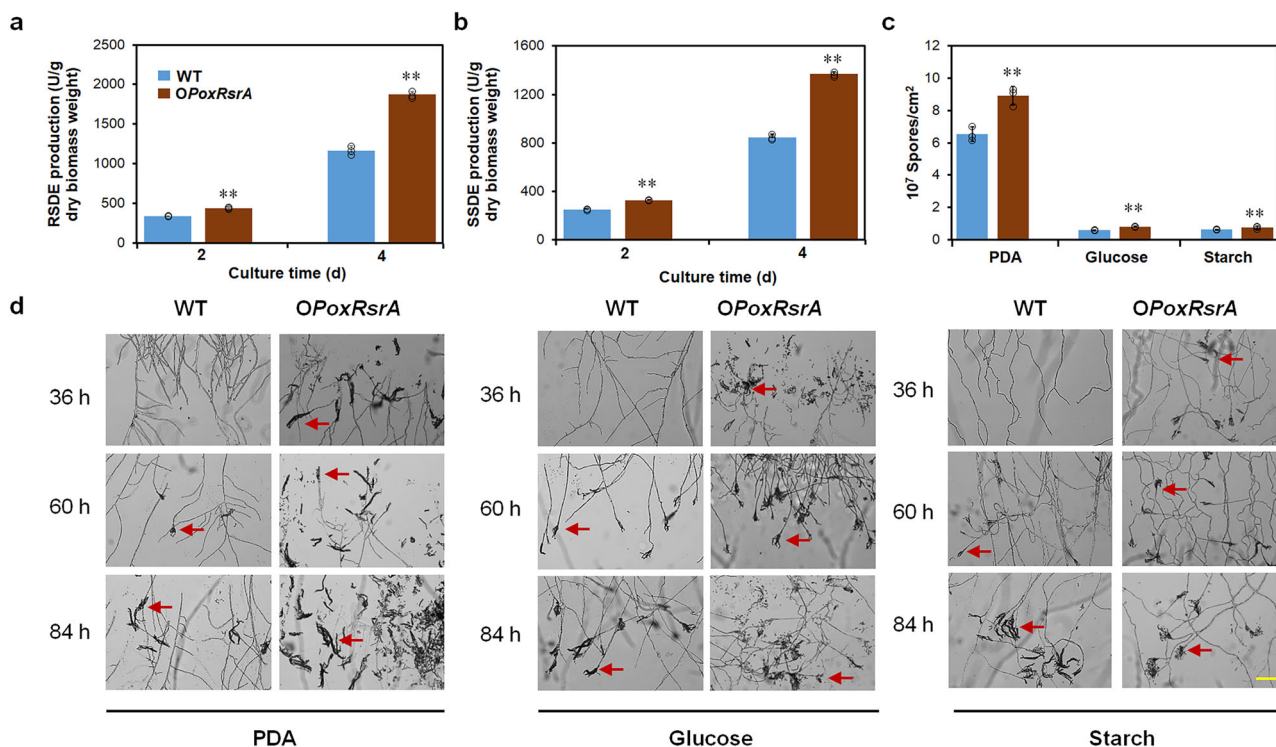 a
RSDE production (U/g
dry biomass weight)
2500
2000
1500
1000
500
0
WT
OPoxRsrA
**
**
2
4
Culture time (d)
b
SSDE production (U/g
dry biomass weight)
1600
1200
800
400
0
**
**
2
4
Culture time (d)
c
10⁷ Spores/cm²
12
10
8
6
4
2
0
**
**
**
PDA
Glucose
Starch
d
WT
OPoxRsrA
36 h
60 h
84 h
PDA
WT
OPoxRsrA
36 h
60 h
84 h
Glucose
WT
OPoxRsrA
36 h
60 h
84 h
Starch